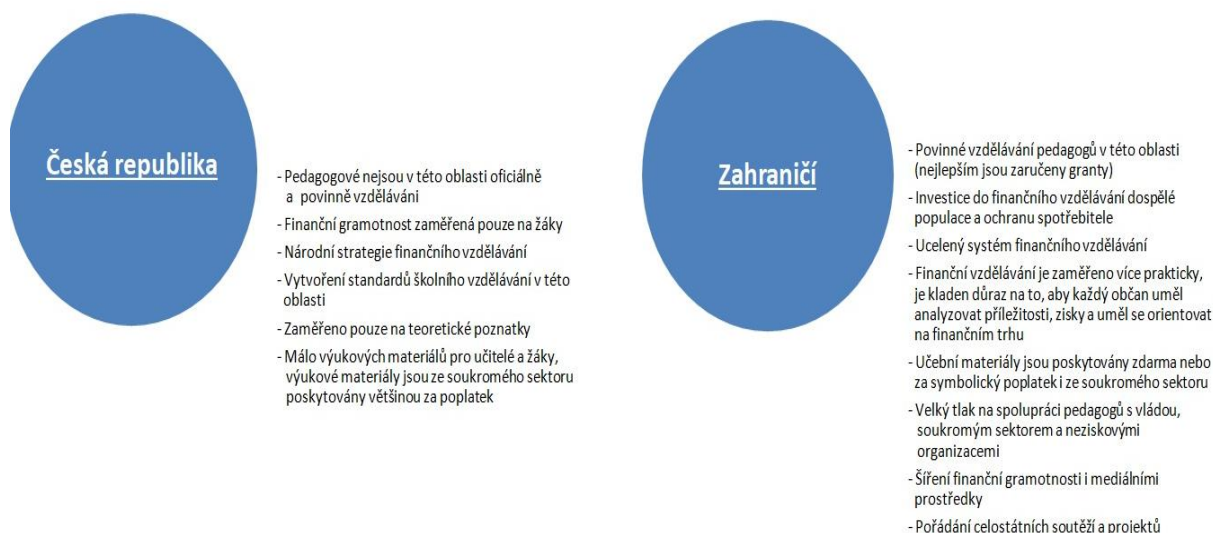 Česká republika
- Pedagogové nejsou v této oblasti oficiálně
a povinně vzděláváni
- Finanční gramotnost zaměřená pouze na žáky
- Národní strategie finančního vzdělávání
- Vytvoření standardů školního vzdělávání v této
oblasti
- Zaměřeno pouze na teoretické poznatky
- Málo výukových materiálů pro učitelé a žáky,
výukové materiály jsou ze soukromého sektoru
poskytovány většinou za poplatek
Zahraničí
- Povinné vzdělávání pedagogů v této oblasti
(nejlepším jsou zaručeny granty)
- Investice do finančního vzdělávání dospělé
populace a ochranu spotřebitele
- Ucelený systém finančního vzdělávání
- Finanční vzdělávání je zaměřeno více prakticky,
je kladen důraz na to, aby každý občan uměl
analyzovat příležitosti, zisky a uměl se orientovat
na finančním trhu
- Učební materiály jsou poskytovány zdarma nebo
za symbolický poplatek i ze soukromého sektoru
- Velký tlak na spolupráci pedagogů s vládou,
soukromým sektorem a neziskovými
organizacemi
- Šíření finanční gramotnosti i mediálními
prostředky
- Pořádání celostátních soutěží a projektů